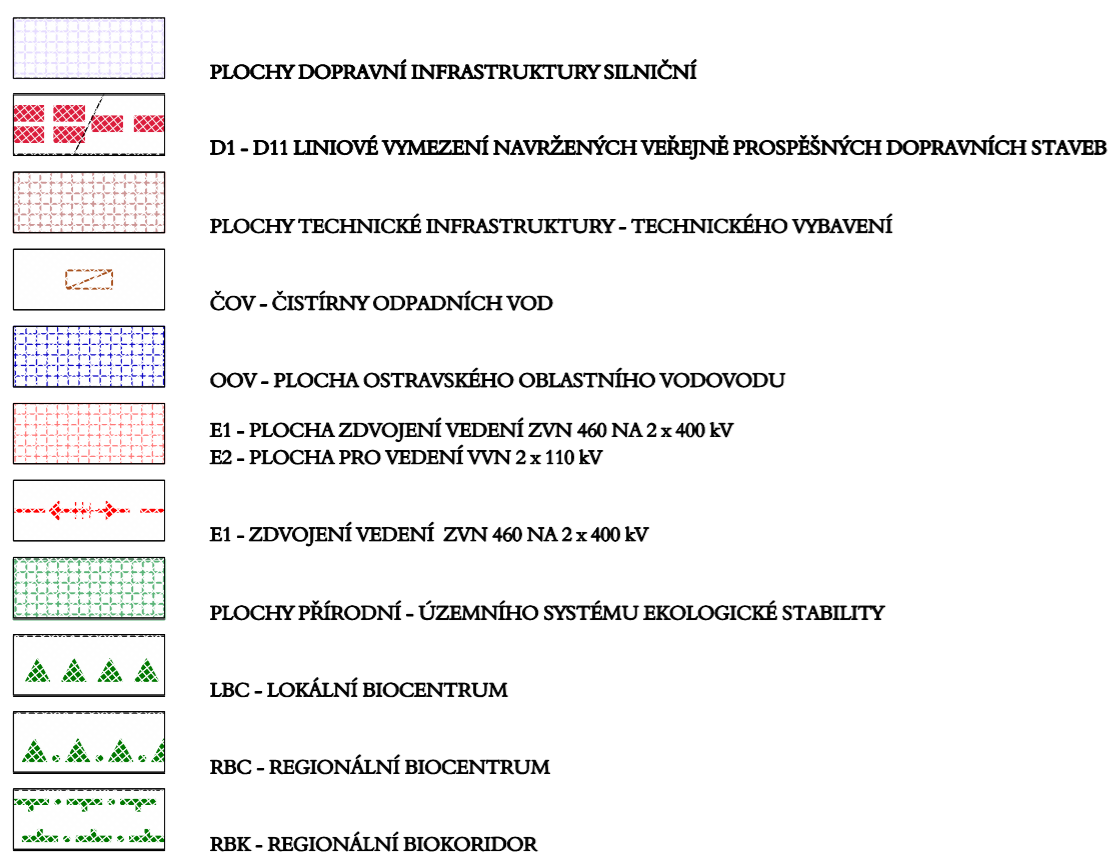 PLOCHY DOPRAVNÍ INFRASTRUKTURY SILNIČNÍ
D1 - D11 LINIOVÉ VYMEZENÍ NAVRŽENÝCH VEŘEJNĚ PROSPĚŠNÝCH DOPRAVNÍCH STAVEB
PLOCHY TECHNICKÉ INFRASTRUKTURY - TECHNICKÉHO VYBAVENÍ
ČOV - ČISTÍRNY ODPADNÍCH VOD
OOV - PLOCHA OSTRAVSKÉHO OBLASTNÍHO VODOVODU
E1 - PLOCHA ZDVOJENÍ VEDENÍ ZVN 460 NA 2 x 400 kV
E2 - PLOCHA PRO VEDENÍ VVN 2 x 110 kV
E1 - ZDVOJENÍ VEDENÍ ZVN 460 NA 2 x 400 kV
PLOCHY PŘÍRODNÍ - ÚZEMNÍHO SYSTÉMU EKOLOGICKÉ STABILITY
LBC - LOKÁLNÍ BIOCENTRUM
RBC - REGIONÁLNÍ BIOCENTRUM
RBK - REGIONÁLNÍ BIOKORIDOR